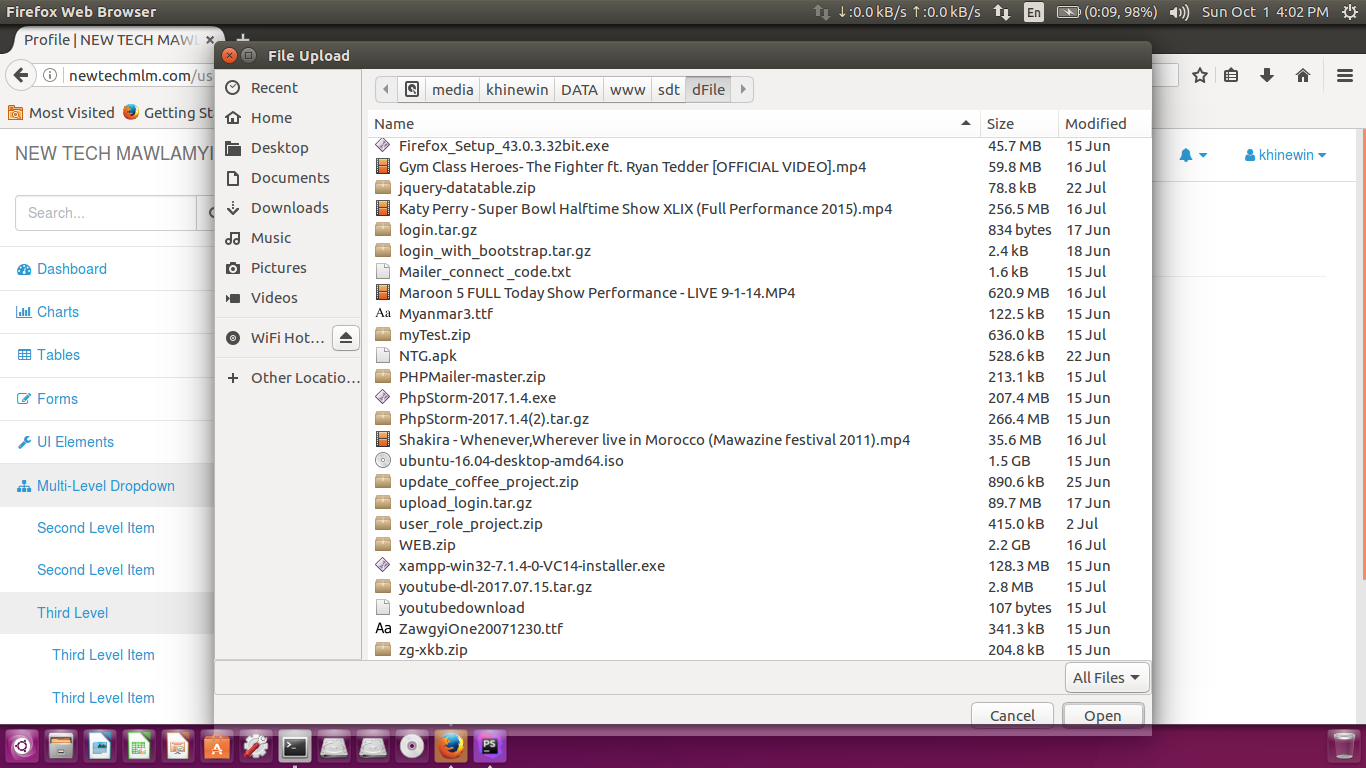 Firefox Web Browser ↓:0.0 kB/s ↑:0.0 kB/s En (0:09, 98%) Sun Oct 1 4:02 PM
Profile | NEW TECH MAWL
File Upload
newtechmlm.com/us
Most Visited Getting St
NEW TECH MAWLAMYI
khinewin
Search...
Dashboard
Charts
Tables
Forms
UI Elements
Multi-Level Dropdown
Second Level Item
Second Level Item
Third Level
Third Level Item
Third Level Item
Recent
Home
Desktop
Documents
Downloads
Music
Pictures
Videos
WiFi Hot...
Other Locatio...
media khinewin DATA www sdt dFile
Name Size Modified
Firefox_Setup_43.0.3.32bit.exe 45.7 MB 15 Jun
Gym Class Heroes- The Fighter ft. Ryan Tedder [OFFICIAL VIDEO].mp4 59.8 MB 16 Jul
jquery-datatable.zip 78.8 kB 22 Jul
Katy Perry - Super Bowl Halftime Show XLIX (Full Performance 2015).mp4 256.5 MB 16 Jul
login.tar.gz 834 bytes 17 Jun
login_with_bootstrap.tar.gz 2.4 kB 18 Jun
Mailer_connect _code.txt 1.6 kB 15 Jul
Maroon 5 FULL Today Show Performance - LIVE 9-1-14.MP4 620.9 MB 16 Jul
Myanmar3.ttf 122.5 kB 15 Jun
myTest.zip 636.0 kB 15 Jun
NTG.apk 528.6 kB 22 Jun
PHPMailer-master.zip 213.1 kB 15 Jul
PhpStorm-2017.1.4.exe 207.4 MB 15 Jun
PhpStorm-2017.1.4(2).tar.gz 266.4 MB 15 Jun
Shakira - Whenever,Wherever live in Morocco (Mawazine festival 2011).mp4 35.6 MB 16 Jul
ubuntu-16.04-desktop-amd64.iso 1.5 GB 15 Jun
update_coffee_project.zip 890.6 kB 25 Jun
upload_login.tar.gz 89.7 MB 17 Jun
user_role_project.zip 415.0 kB 2 Jul
WEB.zip 2.2 GB 16 Jul
xampp-win32-7.1.4-0-VC14-installer.exe 128.3 MB 15 Jun
youtube-dl-2017.07.15.tar.gz 2.8 MB 15 Jul
youtubedownload 107 bytes 15 Jul
ZawgyiOne20071230.ttf 341.3 kB 15 Jun
zg-xkb.zip 204.8 kB 15 Jun
All Files
Cancel Open
PS